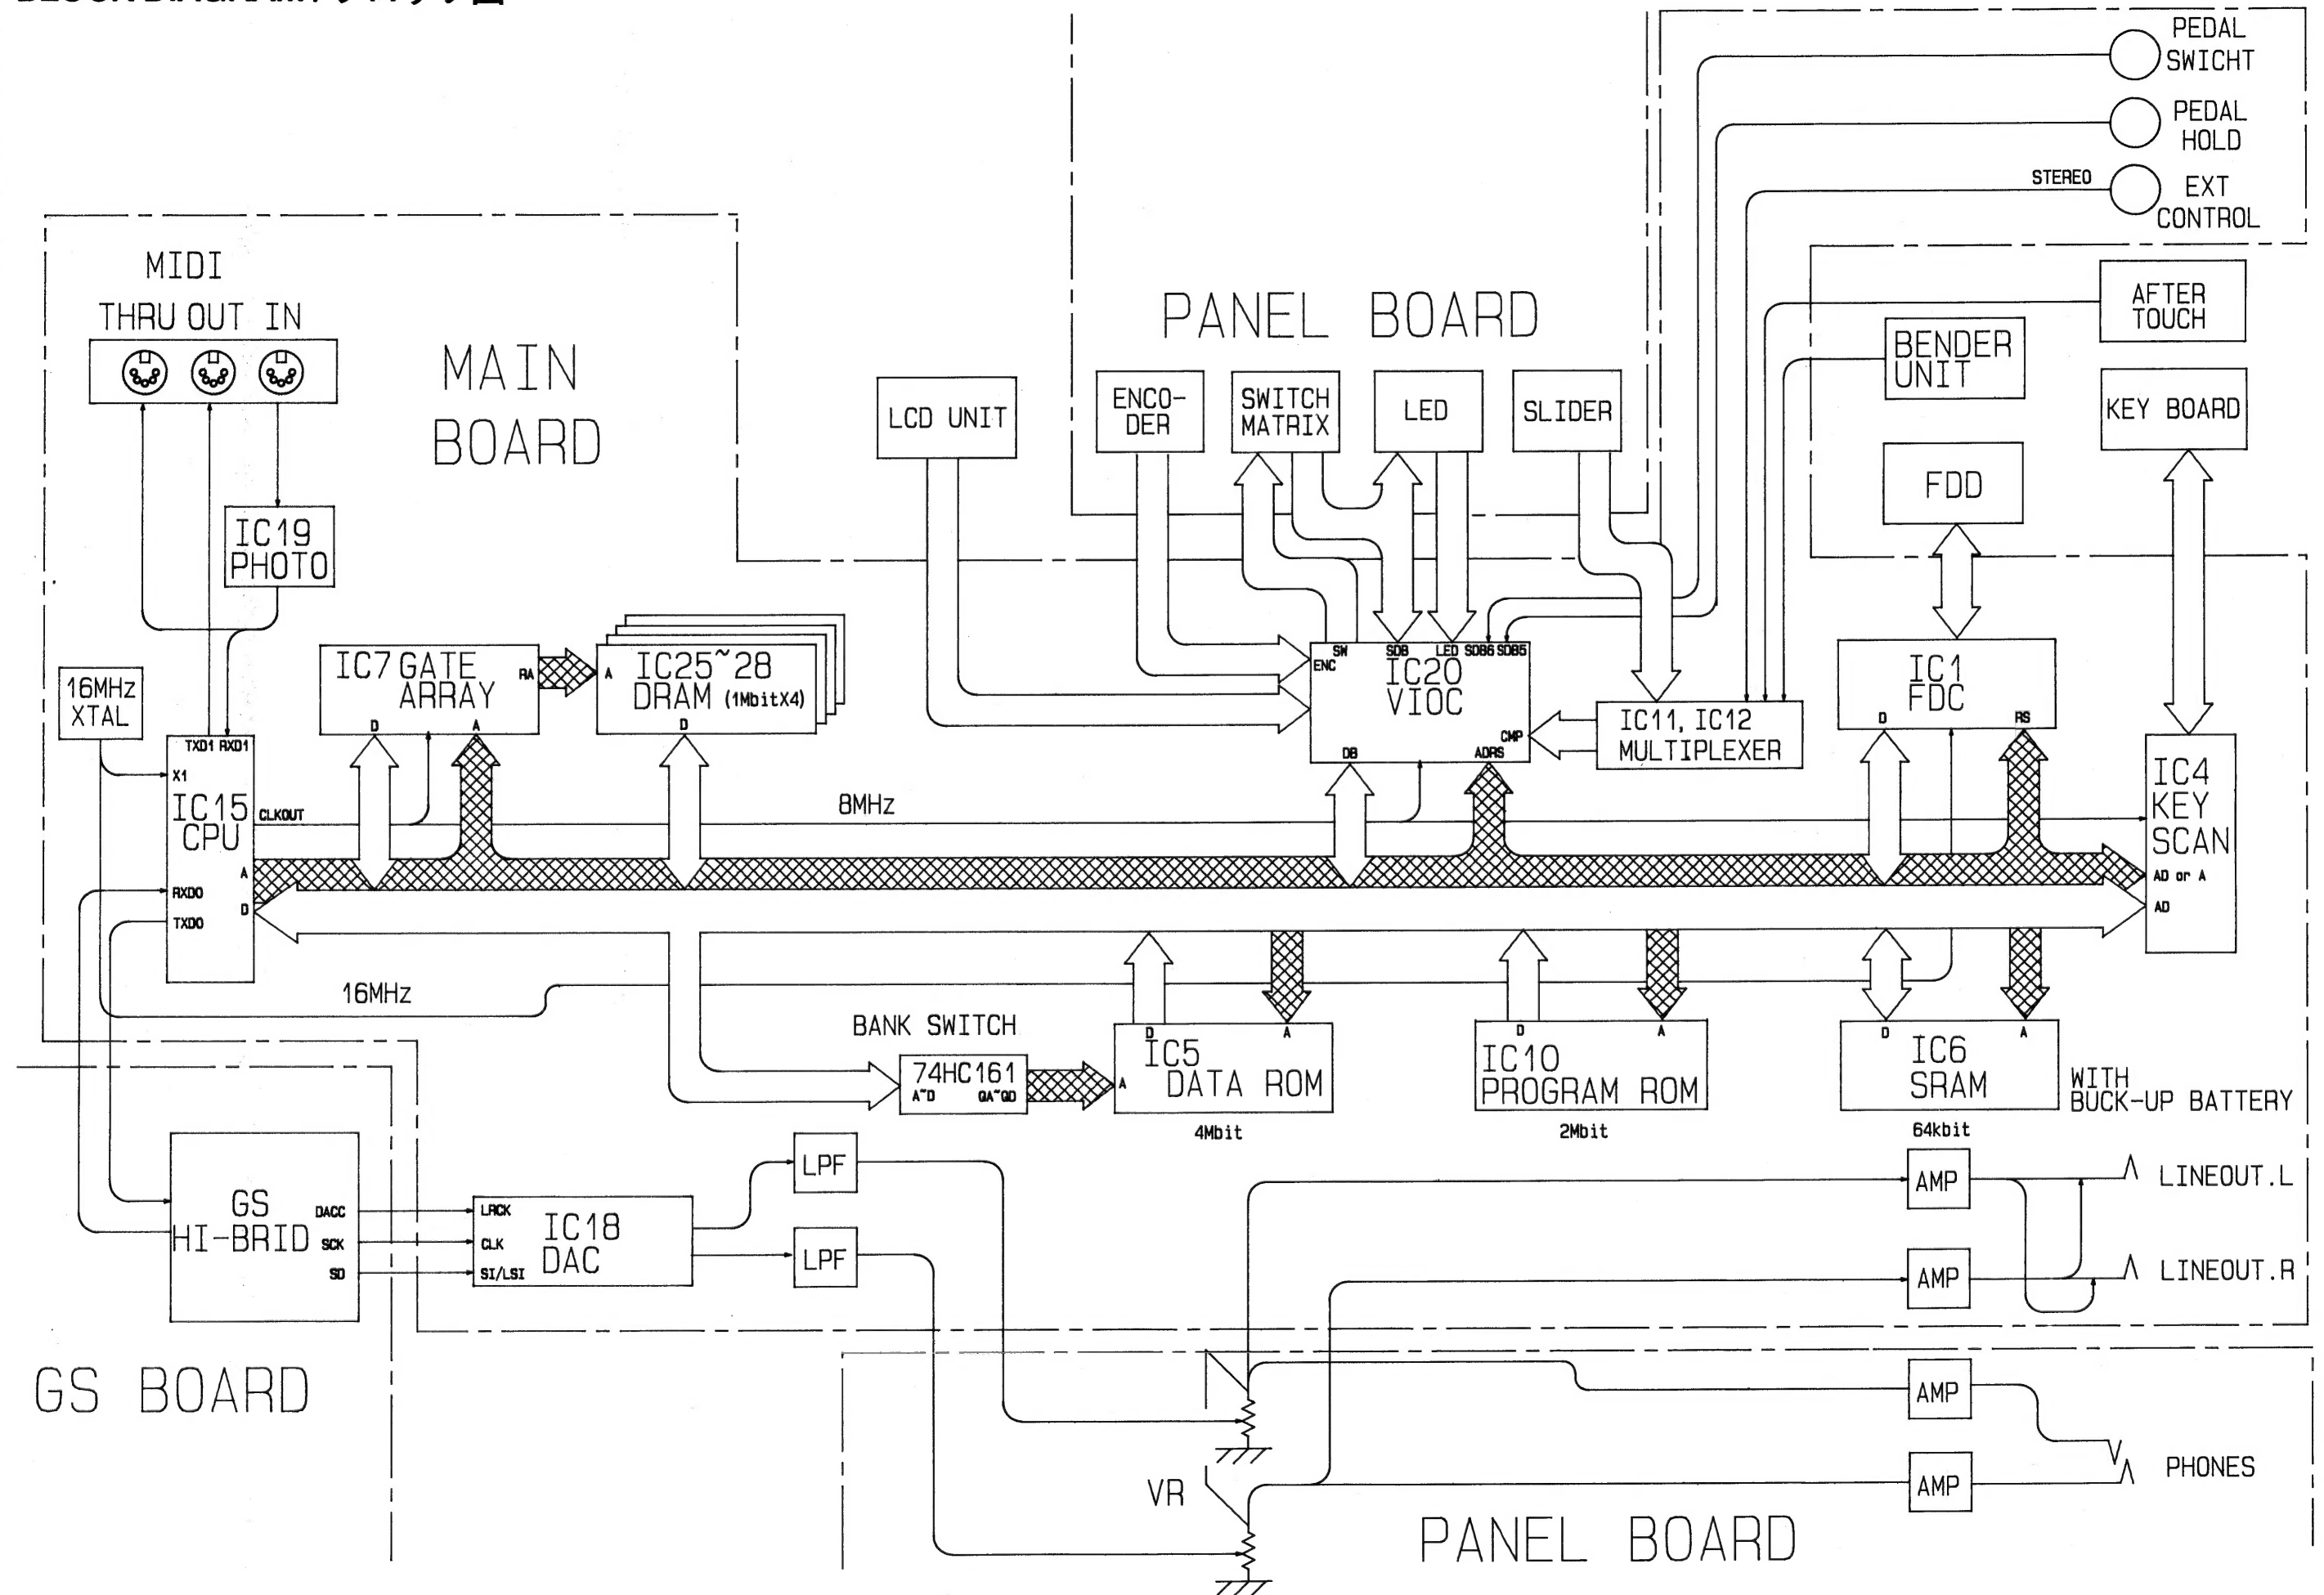 PEDAL
SWICHT
PEDAL
HOLD
STEREO
EXT
CONTROL
MIDI
THRU OUT IN
MAIN
BOARD
PANEL BOARD
AFTER
TOUCH
BENDER
UNIT
LCD UNIT
ENCO-
DER
SWITCH
MATRIX
LED
SLIDER
KEY BOARD
FDD
IC19
PHOTO
16MHz
XTAL
IC7 GATE
ARRAY
RA
D
A
A
IC25~28
DRAM (1MbitX4)
D
SW
SDB
LED
SDB6
SDB5
ENC
IC20
VIOC
CMP
DB
ADRS
IC11, IC12
MULTIPLEXER
IC1
FDC
D
RS
TXD1 RXD1
X1
IC15
CPU
CLKOUT
A
RXD0
D
TXD0
8MHz
IC4
KEY
SCAN
AD or A
AD
16MHz
BANK SWITCH
74HC161
A~D QA~QD
D
A
IC5
A
DATA ROM
4Mbit
D
A
IC10
PROGRAM ROM
2Mbit
D
A
IC6
SRAM
64kbit
WITH
BUCK-UP BATTERY
GS
HI-BRID
DACC
SCK
SO
LRCK
CLK
SI/LSI
IC18
DAC
LPF
LPF
AMP
LINEOUT.L
AMP
LINEOUT.R
GS BOARD
AMP
VR
AMP
PHONES
PANEL BOARD